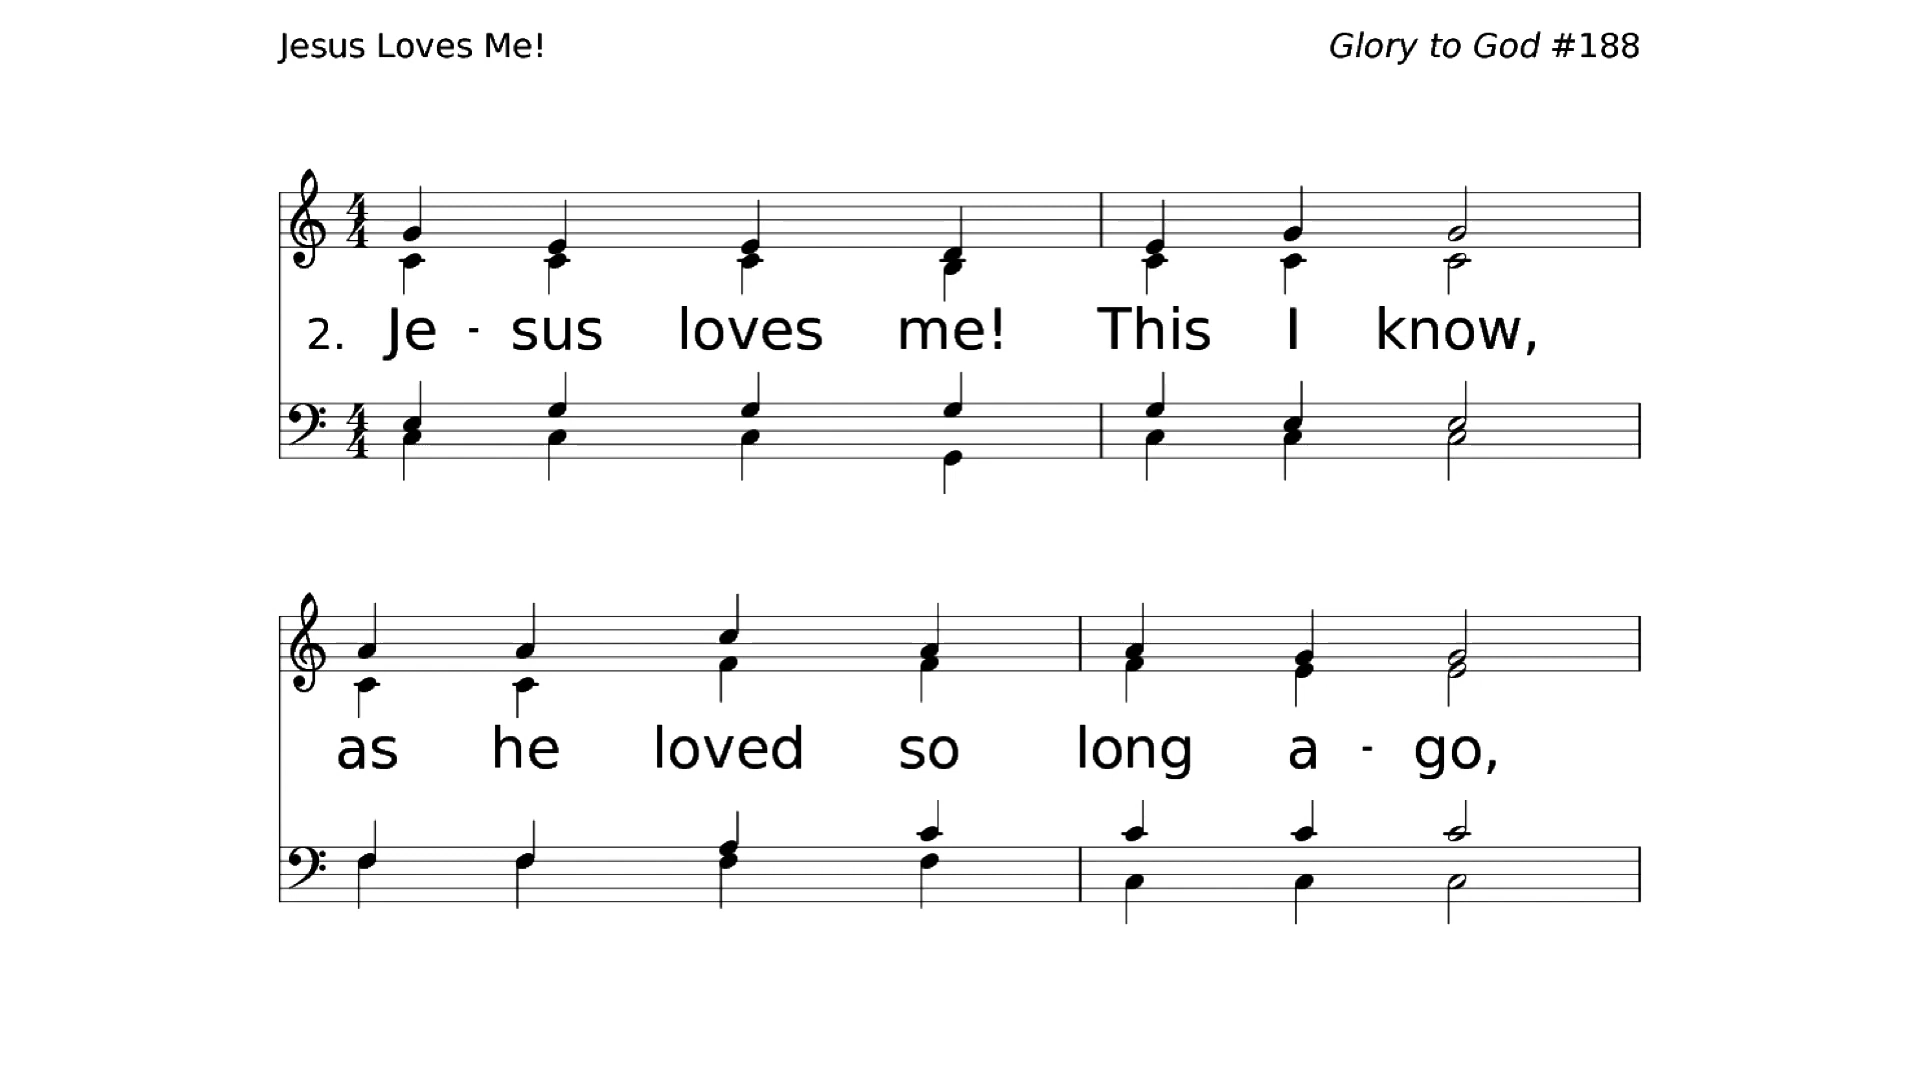 Jesus Loves Me! Glory to God #188
2. Je - sus loves me! This I know,
as he loved so long a - go,